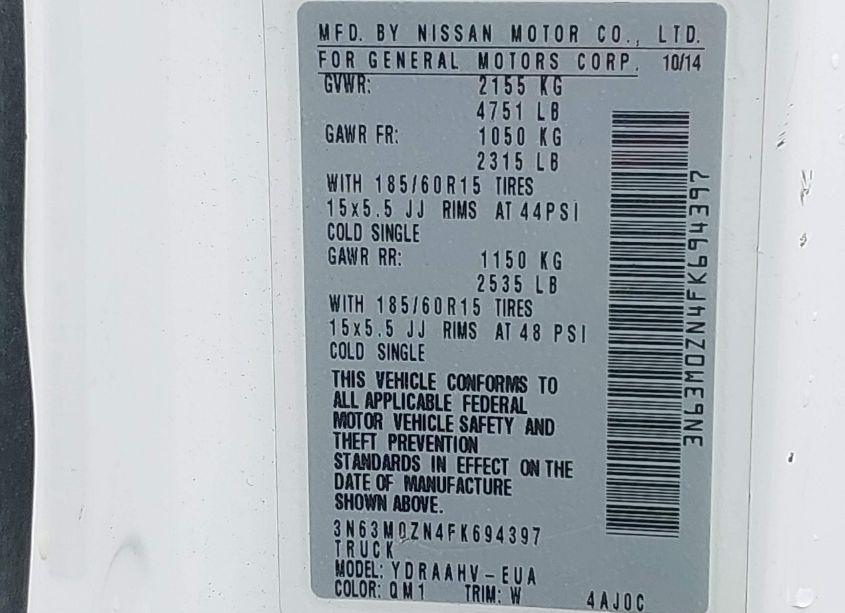 MFD. BY NISSAN MOTOR CO., LTD.
FOR GENERAL MOTORS CORP. 10/14
GVWR: 2155 KG
4751 LB
GAWR FR: 1050 KG
2315 LB
WITH 185/60R15 TIRES
15x5.5 JJ RIMS AT 44PSI
COLD SINGLE
GAWR RR: 1150 KG
2535 LB
WITH 185/60R15 TIRES
15x5.5 JJ RIMS AT 48 PSI
COLD SINGLE
THIS VEHICLE CONFORMS TO
ALL APPLICABLE FEDERAL
MOTOR VEHICLE SAFETY AND
THEFT PREVENTION
STANDARDS IN EFFECT ON THE
DATE OF MANUFACTURE
SHOWN ABOVE.
3N63M0ZN4FK694397
TRUCK
MODEL: YDRAAHV-EUA
COLOR: QM1 TRIM: W 4AJ0C
3N63M0ZN4FK694397